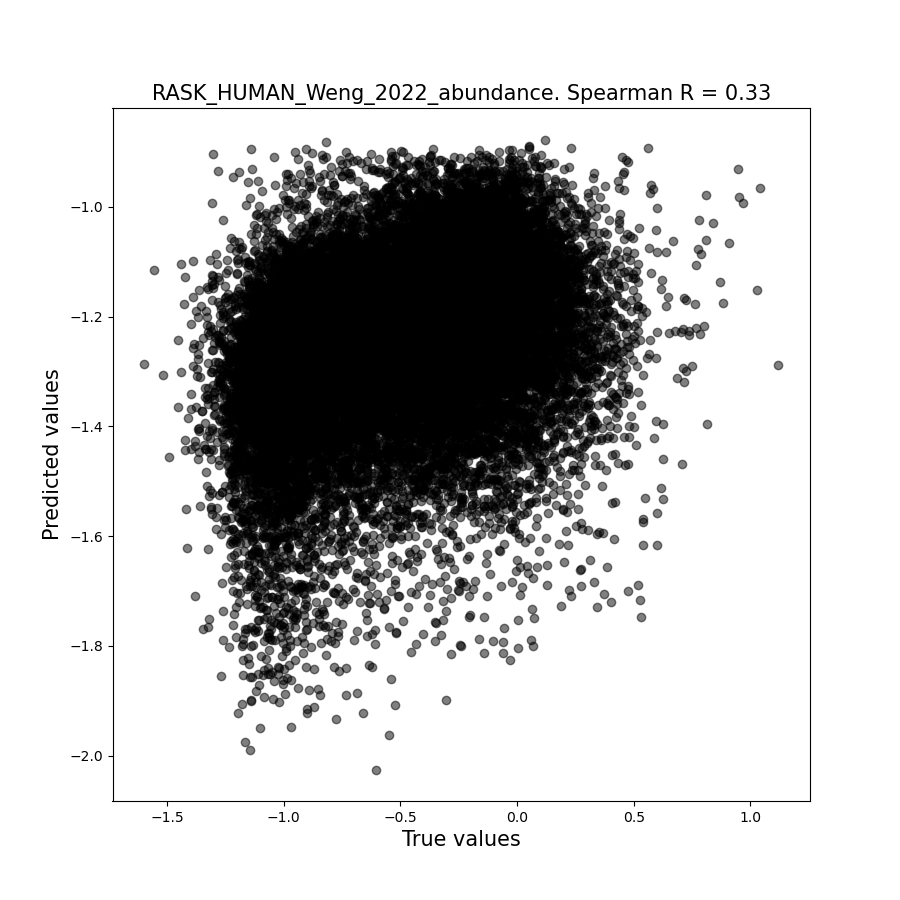 RASK_HUMAN_Weng_2022_abundance. Spearman R = 0.33
Predicted values
−1.0
−1.2
−1.4
−1.6
−1.8
−2.0
−1.5 −1.0 −0.5 0.0 0.5 1.0
True values